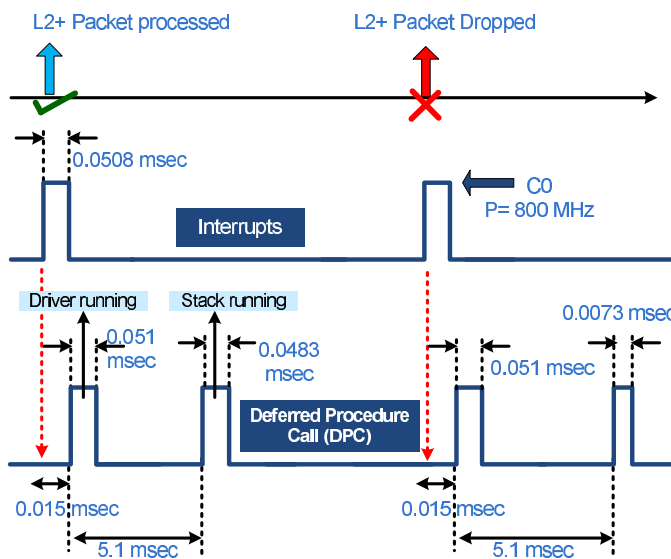 L2+ Packet processed
L2+ Packet Dropped
0.0508 msec
C0
P= 800 MHz
Interrupts
Driver running
Stack running
0.0073 msec
0.051
msec
0.0483
msec
0.051 msec
Deferred Procedure
Call (DPC)
0.015 msec
0.015 msec
5.1 msec
5.1 msec